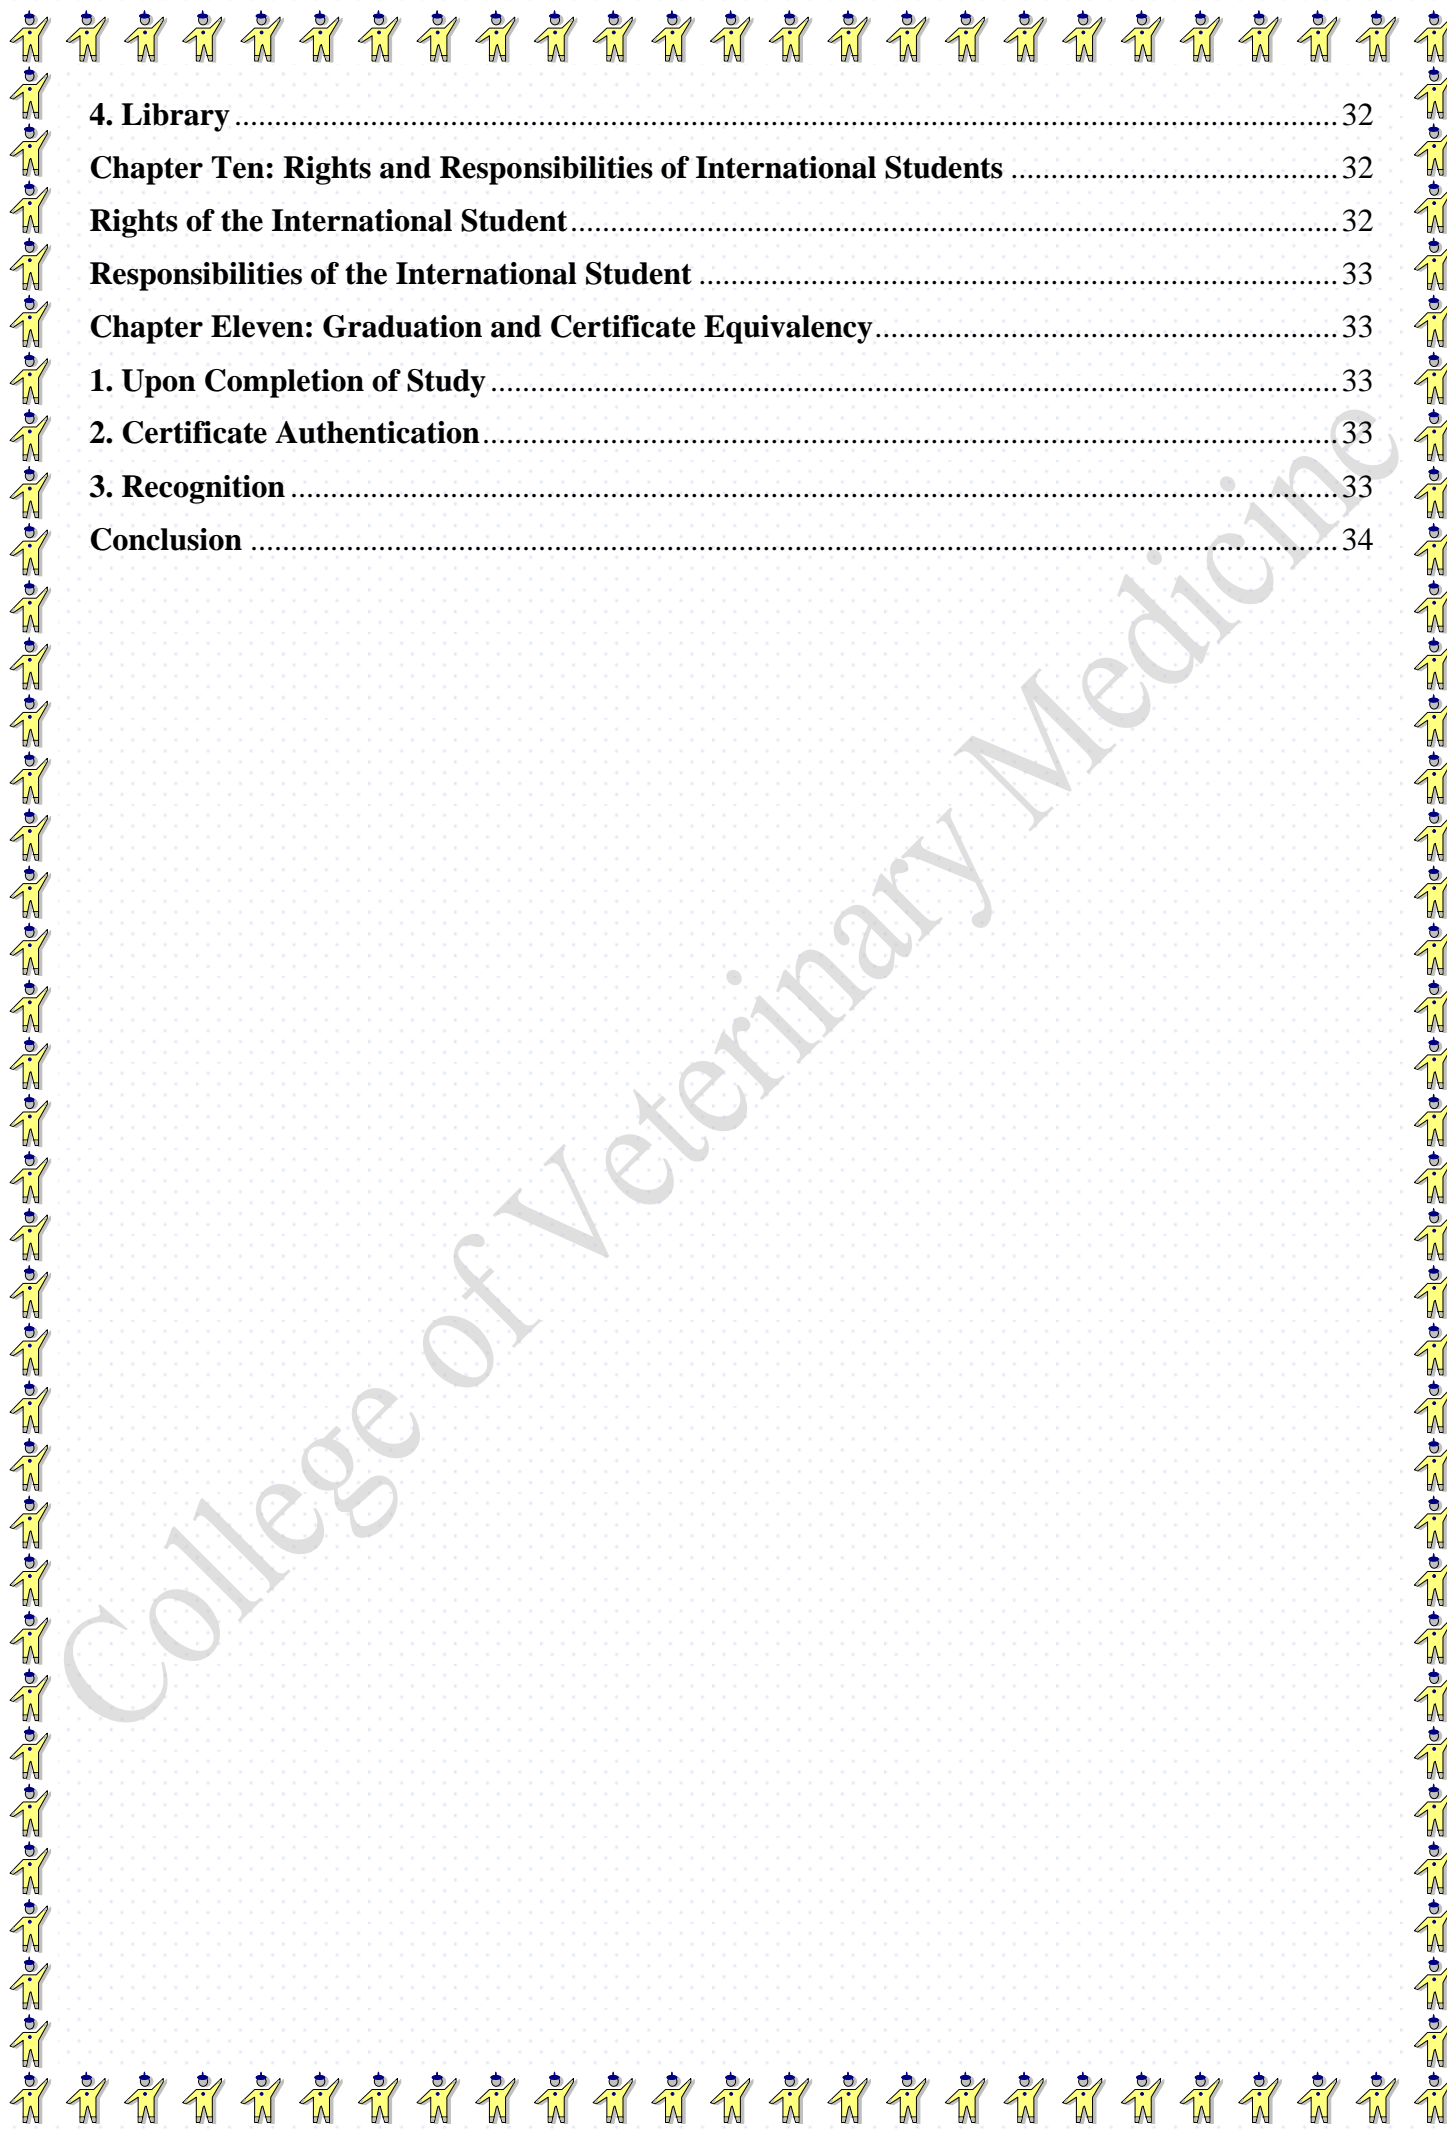 4. Library ........................................ 32
Chapter Ten: Rights and Responsibilities of International Students ........................................ 32
Rights of the International Student ........................................ 32
Responsibilities of the International Student ........................................ 33
Chapter Eleven: Graduation and Certificate Equivalency ........................................ 33
1. Upon Completion of Study ........................................ 33
2. Certificate Authentication ........................................ 33
3. Recognition ........................................ 33
Conclusion ........................................ 34
College of Veterinary Medicine